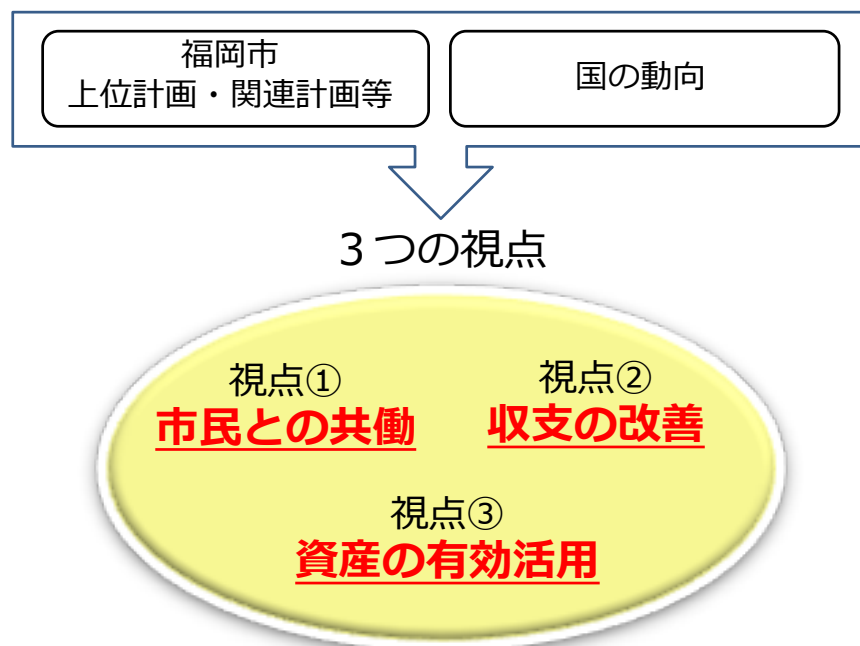 福岡市
上位計画・関連計画等
国の動向
３つの視点
視点①
市民との共働
視点②
収支の改善
視点③
資産の有効活用